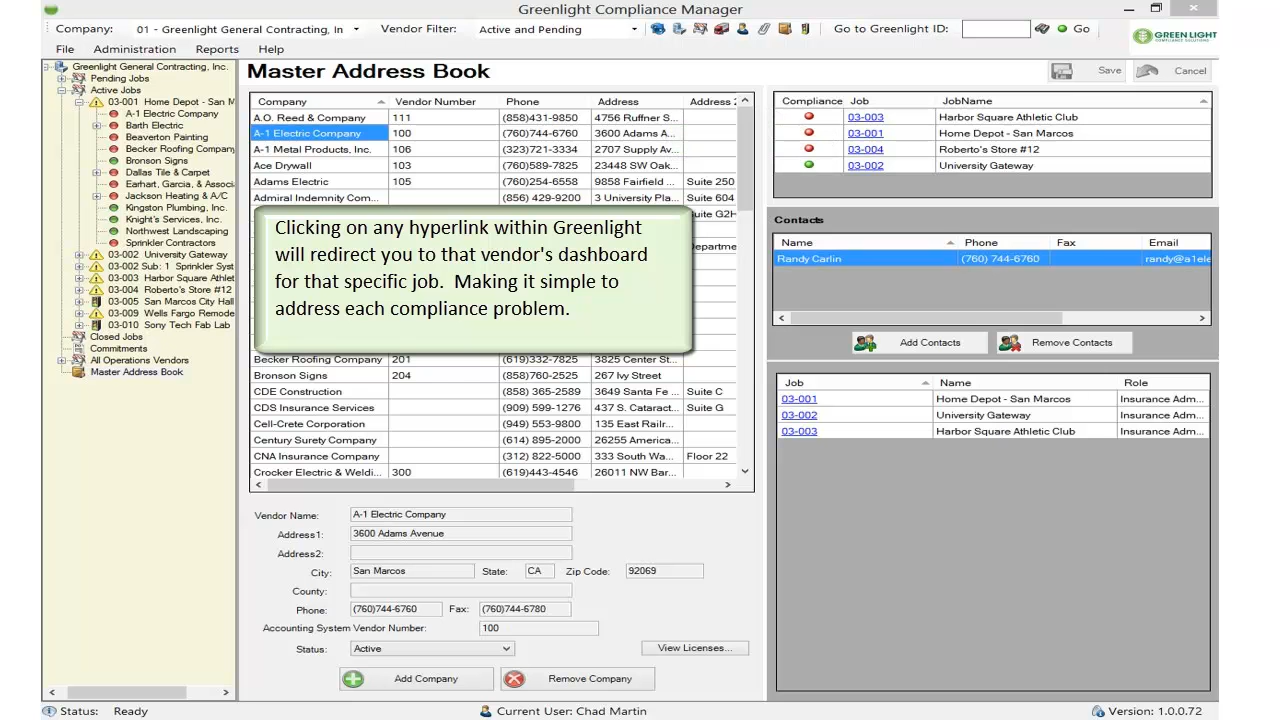 Greenlight Compliance Manager
Company: 01 - Greenlight General Contracting, In Vendor Filter: Active and Pending Go to Greenlight ID: Go
GREEN LIGHT
COMPLIANCE SOLUTIONS
File Administration Reports Help
Greenlight General Contracting, Inc.
Pending Jobs
Active Jobs
03-001 Home Depot - San M
A-1 Electric Company
Barth Electric
Beaverton Painting
Becker Roofing Company
Bronson Signs
Dallas Tile & Carpet
Earhart, Garcia, & Associ
Jackson Heating & A/C
Kingston Plumbing, Inc.
Knight's Services, Inc.
Northwest Landscaping
Sprinkler Contractors
03-002 University Gateway
03-002 Sub: 1 Sprinkler Syst
03-003 Harbor Square Athleti
03-004 Roberto's Store #12
03-005 San Marcos City Hall
03-009 Wells Fargo Remode
03-010 Sony Tech Fab Lab
Closed Jobs
Commitments
All Operations Vendors
Master Address Book
Master Address Book
Save Cancel
Company Vendor Number Phone Address Address 2
A.O. Reed & Company 111 (858)431-9850 4756 Ruffner S...
A-1 Electric Company 100 (760)744-6760 3600 Adams A...
A-1 Metal Products, Inc. 106 (323)721-3334 2707 Supply Av...
Ace Drywall 103 (760)589-7825 23448 SW Oak...
Adams Electric 105 (760)254-6558 9858 Fairfield ... Suite 250
Admiral Indemnity Com... (856) 429-9200 3 University Pla... Suite 604
uite G2H
Departme
Clicking on any hyperlink within Greenlight
will redirect you to that vendor's dashboard
for that specific job. Making it simple to
address each compliance problem.
Becker Roofing Company 201 (619)332-7825 3825 Center St...
Bronson Signs 204 (858)760-2525 267 Ivy Street
CDE Construction (858) 365-2589 3649 Santa Fe ... Suite C
CDS Insurance Services (909) 599-1276 437 S. Cataract... Suite G
Cell-Crete Corporation (949) 553-9800 135 East Railr...
Century Surety Company (614) 895-2000 26255 America...
CNA Insurance Company (312) 822-5000 333 South Wa... Floor 22
Crocker Electric & Weldi... 300 (619)443-4546 26011 NW Bar...
Vendor Name: A-1 Electric Company
Address1: 3600 Adams Avenue
Address2:
City: San Marcos State: CA Zip Code: 92069
County:
Phone: (760)744-6760 Fax: (760)744-6780
Accounting System Vendor Number: 100
Status: Active View Licenses...
Add Company Remove Company
Compliance Job JobName
03-003 Harbor Square Athletic Club
03-001 Home Depot - San Marcos
03-004 Roberto's Store #12
03-002 University Gateway
Contacts
Name Phone Fax Email
Randy Carlin (760) 744-6760 randy@a1ele
Add Contacts Remove Contacts
Job Name Role
03-001 Home Depot - San Marcos Insurance Adm...
03-002 University Gateway Insurance Adm...
03-003 Harbor Square Athletic Club Insurance Adm...
Status: Ready Current User: Chad Martin Version: 1.0.0.72